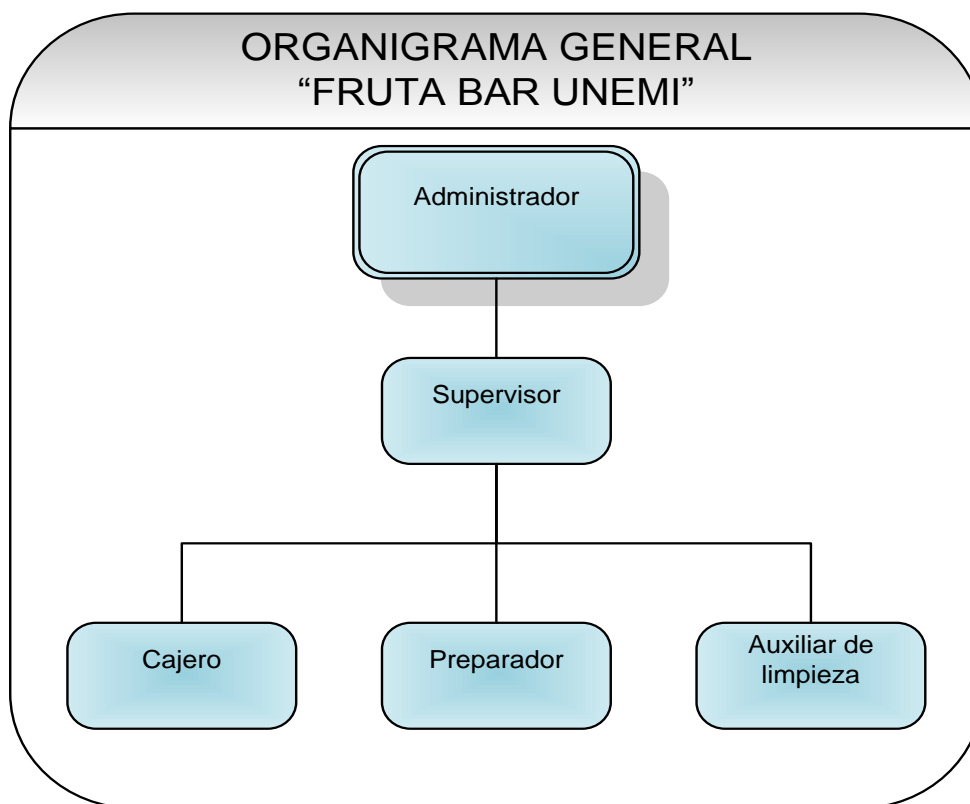 ORGANIGRAMA GENERAL
“FRUTA BAR UNEMI”
Administrador
Supervisor
Cajero
Preparador
Auxiliar de
limpieza